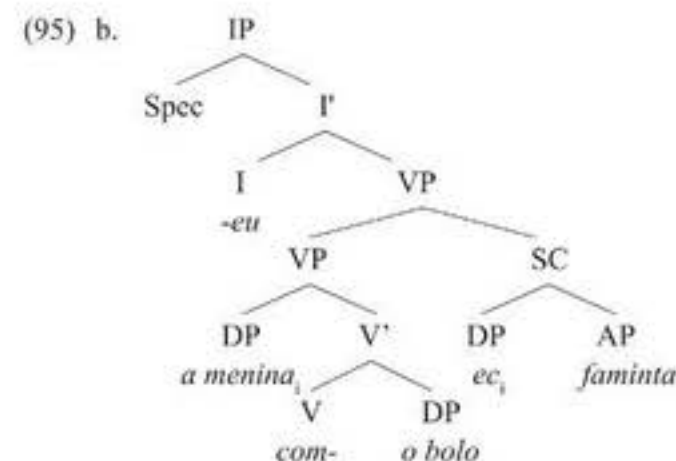 (95) b. IP
Spec I'
I VP
-eu
VP SC
DP V' DP AP
a menina i ec i faminta
V DP
com- o bolo